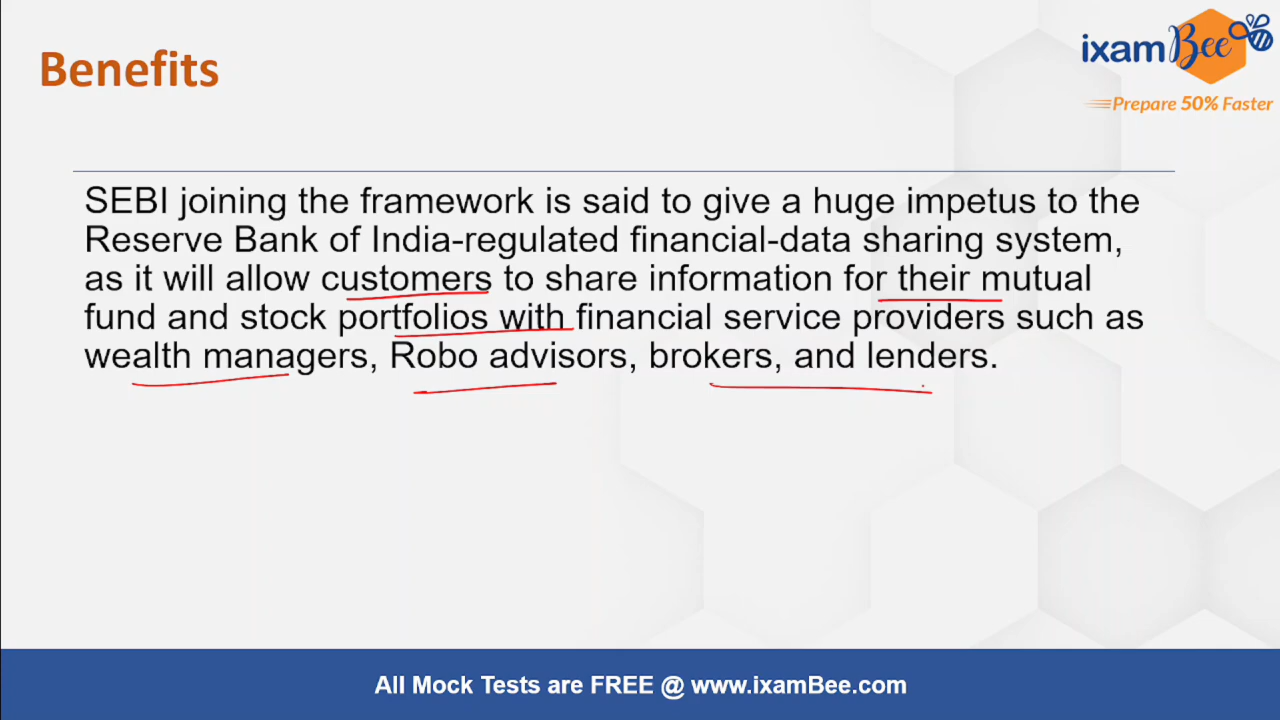 Benefits
ixamBee
Prepare 50% Faster
SEBI joining the framework is said to give a huge impetus to the
Reserve Bank of India-regulated financial-data sharing system,
as it will allow customers to share information for their mutual
fund and stock portfolios with financial service providers such as
wealth managers, Robo advisors, brokers, and lenders.
All Mock Tests are FREE @ www.ixamBee.com